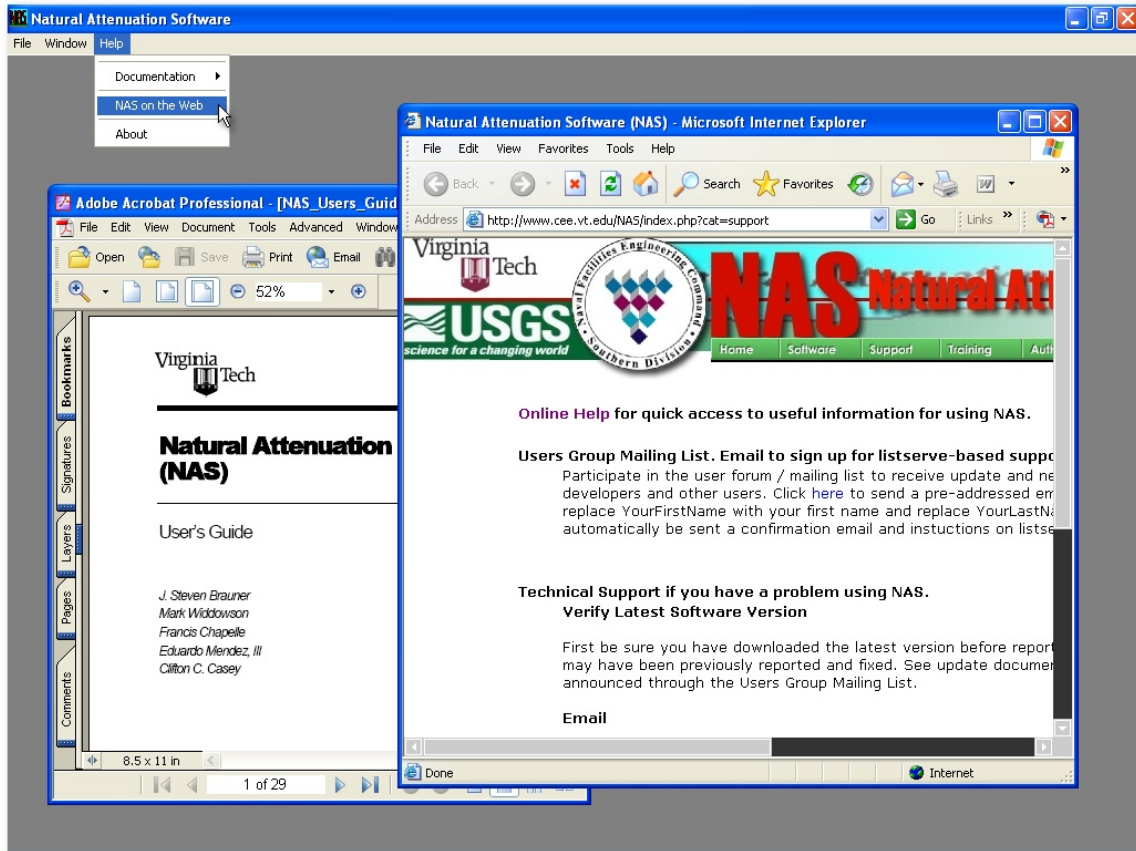 NAS Natural Attenuation Software
File Window Help
Documentation
NAS on the Web
About
Adobe Acrobat Professional - [NAS_Users_Guid
File Edit View Document Tools Advanced Window
Open Save Print Email
52%
Bookmarks
Signatures
Layers
Pages
Comments
Virginia
Tech
Natural Attenuation
(NAS)
User's Guide
J. Steven Brauner
Mark Widdowson
Francis Chapelle
Eduardo Mendez, III
Clifton C. Casey
8.5 x 11 in
1 of 29
Natural Attenuation Software (NAS) - Microsoft Internet Explorer
File Edit View Favorites Tools Help
Back Search Favorites
Address http://www.cee.vt.edu/NAS/index.php?cat=support Go Links
Virginia
Tech
USGS
science for a changing world
Naval Facilities Engineering Command
Southern Division
NAS Natural Att
Home Software Support Training Auth
Online Help for quick access to useful information for using NAS.
Users Group Mailing List. Email to sign up for listserve-based suppo
Participate in the user forum / mailing list to receive update and ne
developers and other users. Click here to send a pre-addressed em
replace YourFirstName with your first name and replace YourLastNa
automatically be sent a confirmation email and instuctions on listse
Technical Support if you have a problem using NAS.
Verify Latest Software Version
First be sure you have downloaded the latest version before report
may have been previously reported and fixed. See update documen
announced through the Users Group Mailing List.
Email
Done Internet